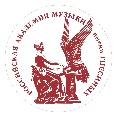 РОССИЙСКАЯ АКАДЕМИЯ МУЗЫКИ
ИМЕНИ ГНЕСИНЫХ